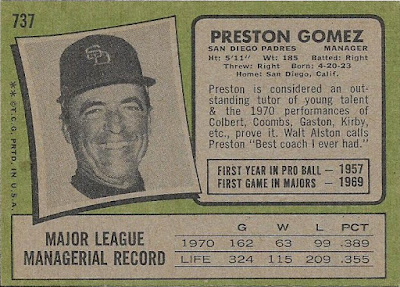 737
** © T.C.G. PRTD. IN U.S.A.
SD
PRESTON GOMEZ
SAN DIEGO PADRES MANAGER
Ht: 5'11" Wt: 185 Batted: Right
Threw: Right Born: 4-20-23
Home: San Diego, Calif.
Preston is considered an out-
standing tutor of young talent
& the 1970 performances of
Colbert, Coombs, Gaston, Kirby,
etc., prove it. Walt Alston calls
Preston "Best coach I ever had."
FIRST YEAR IN PRO BALL — 1957
FIRST GAME IN MAJORS — 1969
MAJOR LEAGUE
MANAGERIAL RECORD
G W L PCT
1970 162 63 99 .389
LIFE 324 115 209 .355